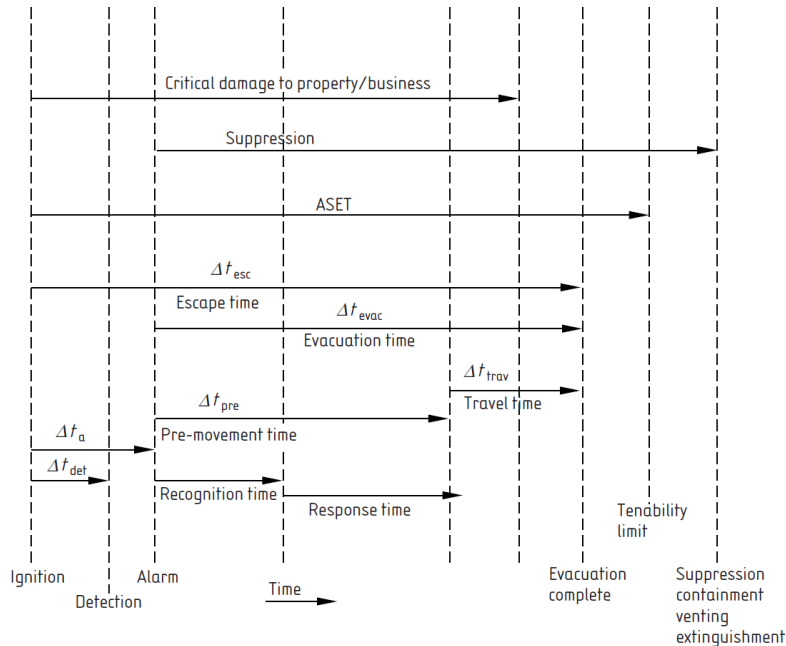 Critical damage to property/business
Suppression
ASET
Δt esc
Escape time
Δt evac
Evacuation time
Δt trav
Travel time
Δt pre
Pre-movement time
Δt a
Δt det
Recognition time
Response time
Tenability
limit
Ignition
Detection
Alarm
Time
Evacuation
complete
Suppression
containment
venting
extinguishment